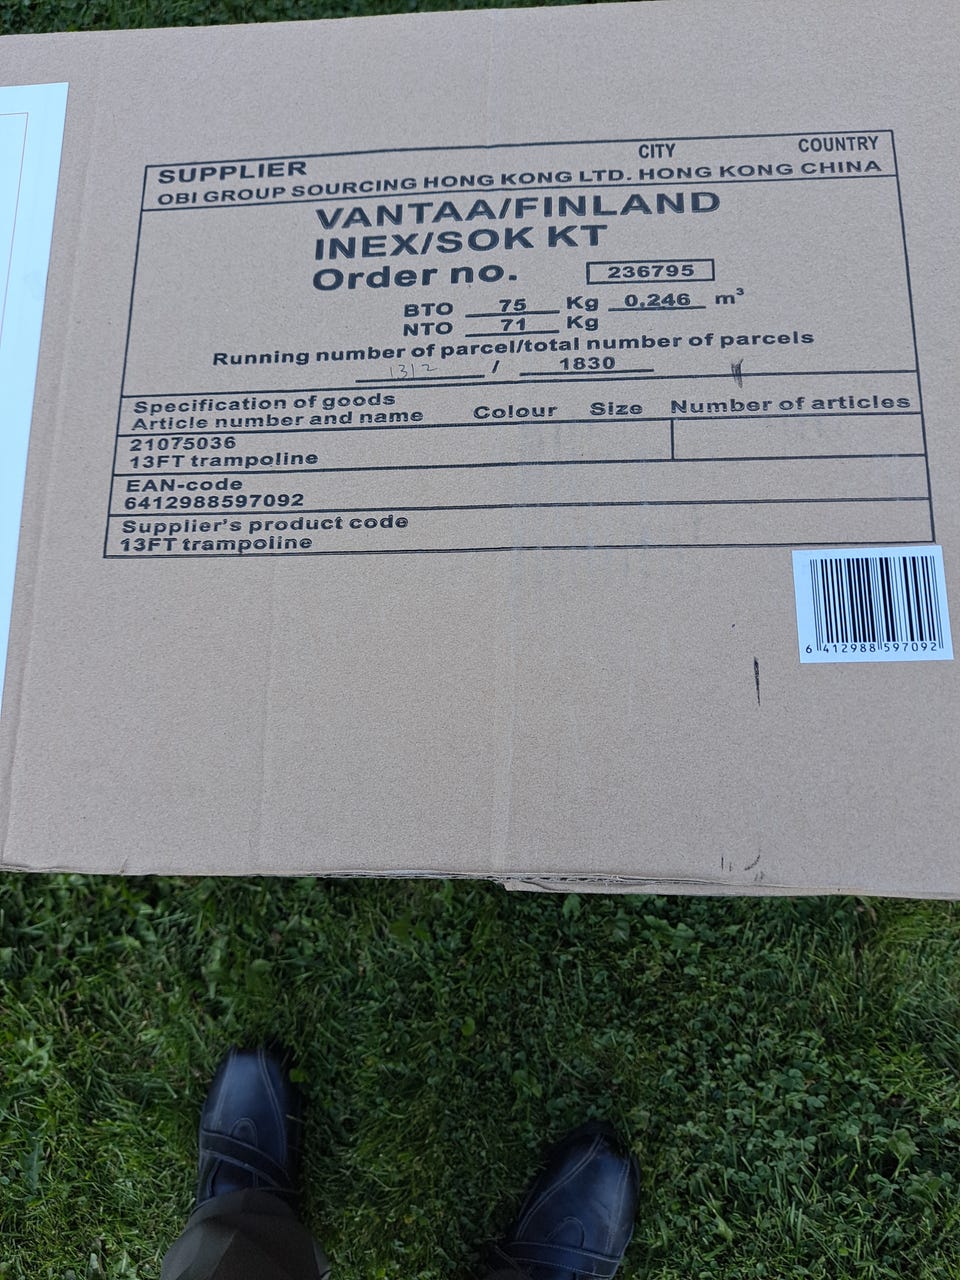 SUPPLIER CITY COUNTRY
OBI GROUP SOURCING HONG KONG LTD. HONG KONG CHINA
VANTAA/FINLAND
INEX/SOK KT
Order no. 236795
BTO 75 Kg 0,246 m³
NTO 71 Kg
Running number of parcel/total number of parcels
1312 / 1830
Specification of goods
Article number and name Colour Size Number of articles
21075036
13FT trampoline
EAN-code
6412988597092
Supplier's product code
13FT trampoline
6 412988 597092